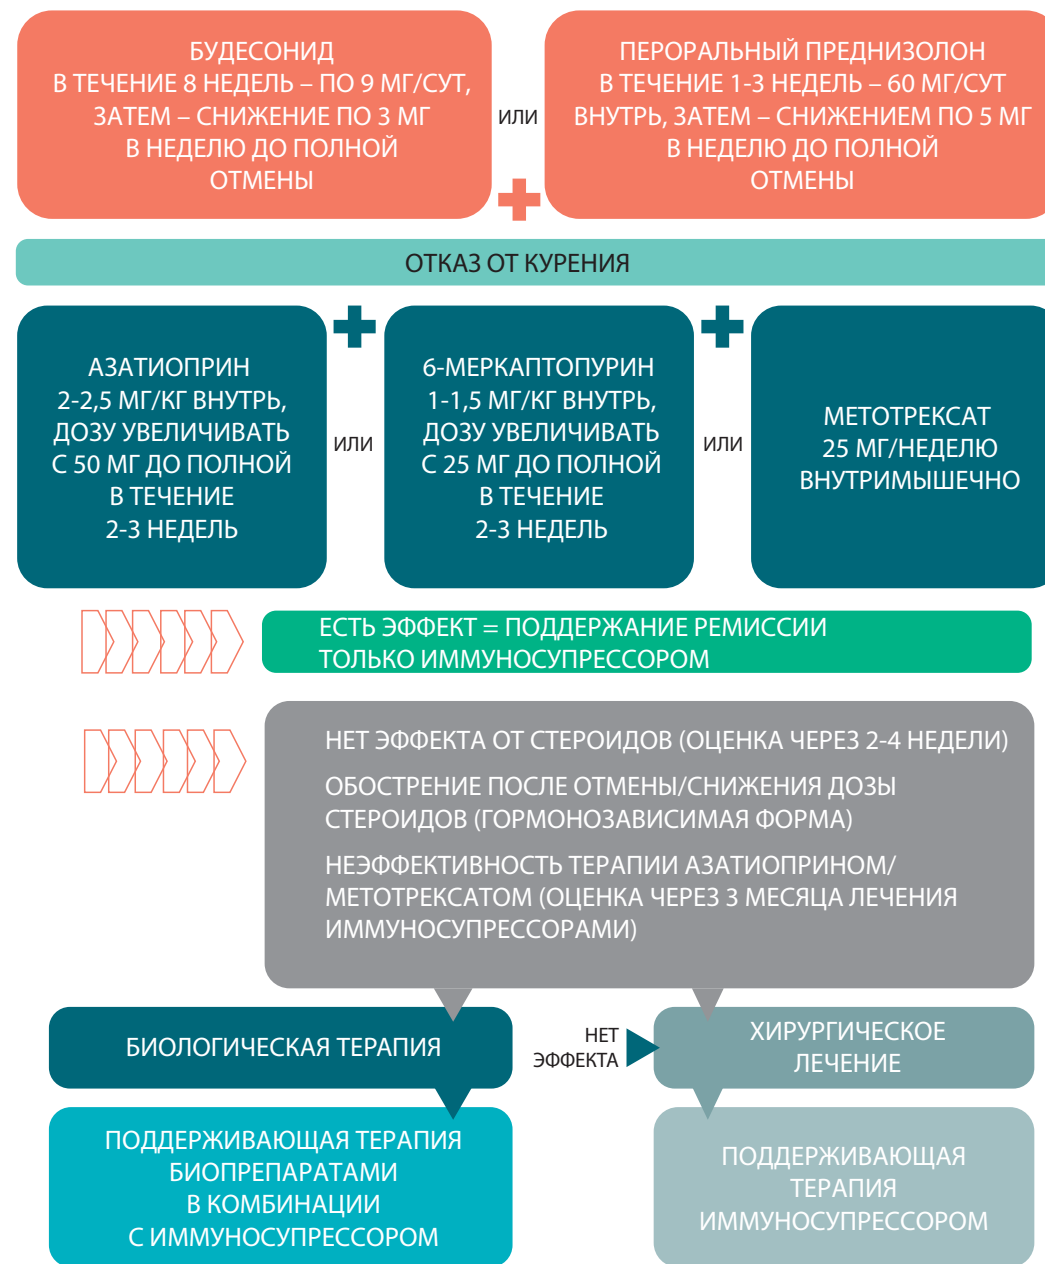 БУДЕСОНИД
В ТЕЧЕНИЕ 8 НЕДЕЛЬ – ПО 9 МГ/СУТ,
ЗАТЕМ – СНИЖЕНИЕ ПО 3 МГ
В НЕДЕЛЮ ДО ПОЛНОЙ
ОТМЕНЫ
ИЛИ
ПЕРОРАЛЬНЫЙ ПРЕДНИЗОЛОН
В ТЕЧЕНИЕ 1-3 НЕДЕЛЬ – 60 МГ/СУТ
ВНУТРЬ, ЗАТЕМ – СНИЖЕНИЕМ ПО 5 МГ
В НЕДЕЛЮ ДО ПОЛНОЙ
ОТМЕНЫ
ОТКАЗ ОТ КУРЕНИЯ
АЗАТИОПРИН
2-2,5 МГ/КГ ВНУТРЬ,
ДОЗУ УВЕЛИЧИВАТЬ
С 50 МГ ДО ПОЛНОЙ
В ТЕЧЕНИЕ
2-3 НЕДЕЛЬ
ИЛИ
6-МЕРКАПТОПУРИН
1-1,5 МГ/КГ ВНУТРЬ,
ДОЗУ УВЕЛИЧИВАТЬ
С 25 МГ ДО ПОЛНОЙ
В ТЕЧЕНИЕ
2-3 НЕДЕЛЬ
ИЛИ
МЕТОТРЕКСАТ
25 МГ/НЕДЕЛЮ
ВНУТРИМЫШЕЧНО
ЕСТЬ ЭФФЕКТ = ПОДДЕРЖАНИЕ РЕМИССИИ
ТОЛЬКО ИММУНОСУПРЕССОРОМ
НЕТ ЭФФЕКТА ОТ СТЕРОИДОВ (ОЦЕНКА ЧЕРЕЗ 2-4 НЕДЕЛИ)
ОБОСТРЕНИЕ ПОСЛЕ ОТМЕНЫ/СНИЖЕНИЯ ДОЗЫ
СТЕРОИДОВ (ГОРМОНОЗАВИСИМАЯ ФОРМА)
НЕЭФФЕКТИВНОСТЬ ТЕРАПИИ АЗАТИОПРИНОМ/
МЕТОТРЕКСАТОМ (ОЦЕНКА ЧЕРЕЗ 3 МЕСЯЦА ЛЕЧЕНИЯ
ИММУНОСУПРЕССОРАМИ)
БИОЛОГИЧЕСКАЯ ТЕРАПИЯ
НЕТ
ЭФФЕКТА
ХИРУРГИЧЕСКОЕ
ЛЕЧЕНИЕ
ПОДДЕРЖИВАЮЩАЯ ТЕРАПИЯ
БИОПРЕПАРАТАМИ
В КОМБИНАЦИИ
С ИММУНОСУПРЕССОРОМ
ПОДДЕРЖИВАЮЩАЯ
ТЕРАПИЯ
ИММУНОСУПРЕССОРОМ